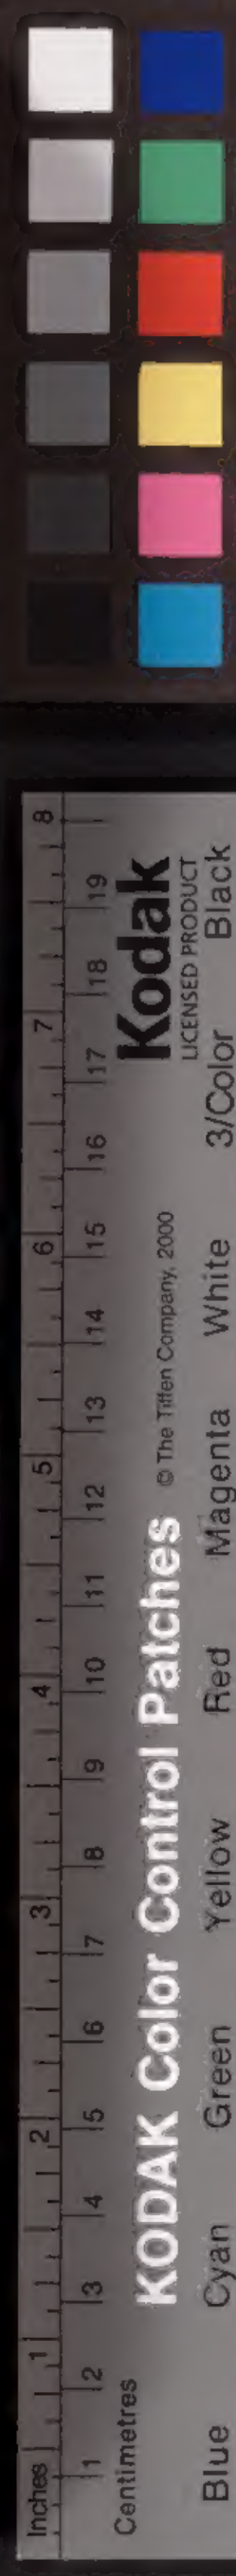 Inches 1 2 3 4 5 6 7 8
Centimetres 1 2 3 4 5 6 7 8 9 10 11 12 13 14 15 16 17 18 19
KODAK Color Control Patches © The Tiffen Company, 2000 Kodak
LICENSED PRODUCT
Blue Cyan Green Yellow Red Magenta White 3/Color Black